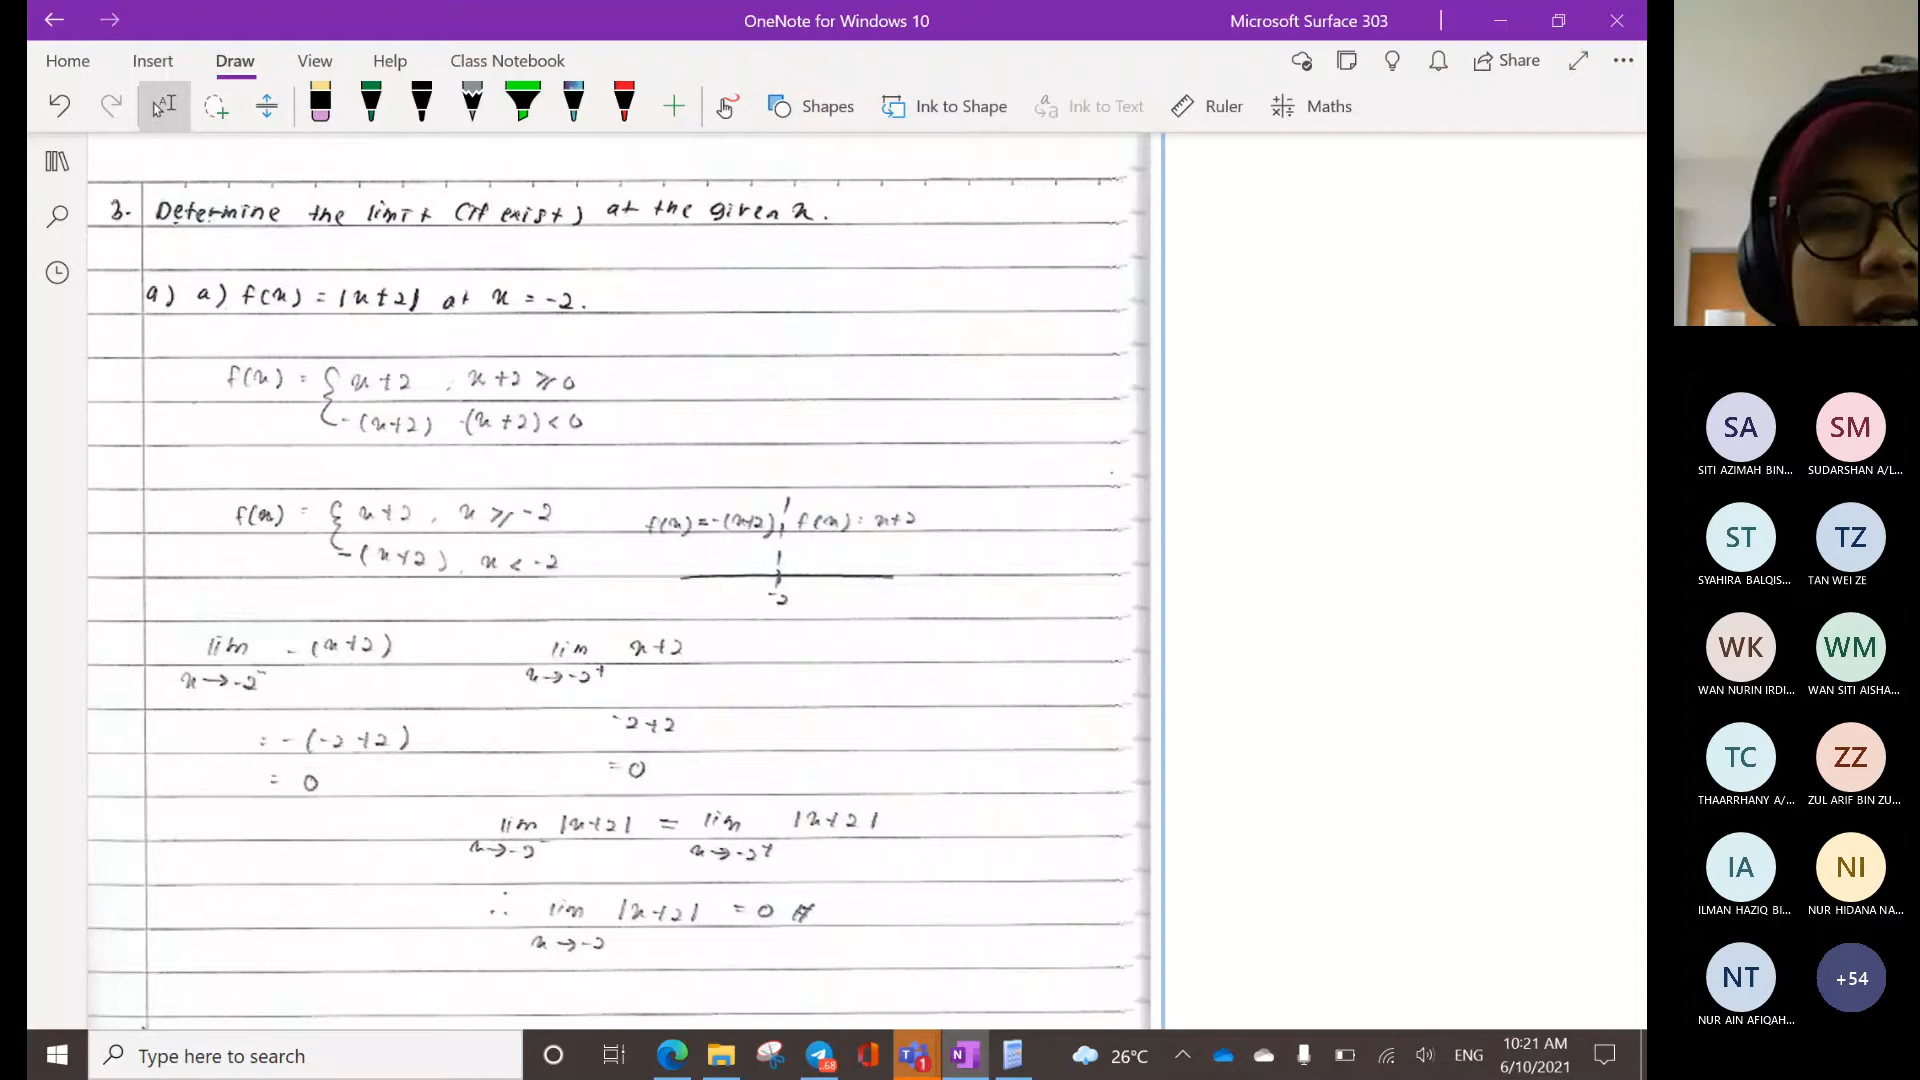 OneNote for Windows 10
Microsoft Surface 303
Home Insert Draw View Help Class Notebook Share
Shapes Ink to Shape Ink to Text Ruler Maths
3. Determine the limit (if exist) at the given x.
a) a) f(x) = |x+2| at x = -2.
f(x) = { x+2 , x+2 ≥ 0
-(x+2) -(x+2) < 0
f(x) = { x+2 , x ≥ -2
-(x+2) , x < -2
f(x) = -(x+2) f(x) = x+2
-2
lim -(x+2) lim x+2
x→-2⁻ x→-2⁺
= -(-2+2) -2+2
= 0 = 0
lim |x+2| = lim |x+2|
x→-2⁻ x→-2⁺
∴ lim |x+2| = 0 #
x→-2
SA SM
SITI AZIMAH BIN... SUDARSHAN A/L...
ST TZ
SYAHIRA BALQIS... TAN WEI ZE
WK WM
WAN NURIN IRDI... WAN SITI AISHA...
TC ZZ
THAARRHANY A/... ZUL ARIF BIN ZU...
IA NI
ILMAN HAZIQ BI... NUR HIDANA NA...
NT +54
NUR AIN AFIQAH...
Type here to search
68
1
26°C
ENG
10:21 AM
6/10/2021